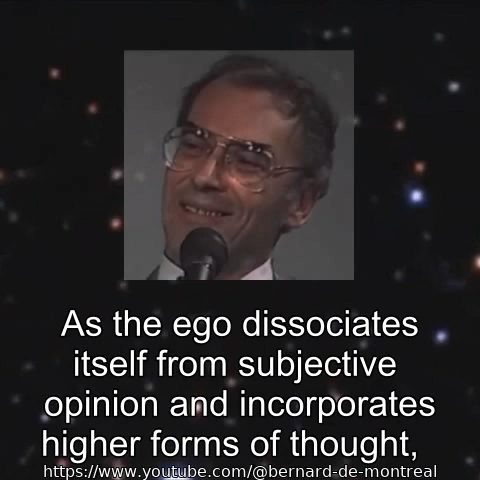 As the ego dissociates
itself from subjective
opinion and incorporates
higher forms of thought,
https://www.youtube.com/@bernard-de-montreal